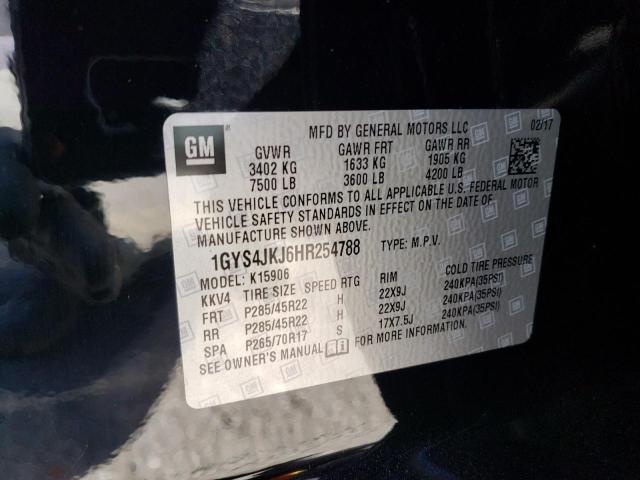 GM
MFD BY GENERAL MOTORS LLC 02/17
GVWR GAWR FRT GAWR RR
3402 KG 1633 KG 1905 KG
7500 LB 3600 LB 4200 LB
THIS VEHICLE CONFORMS TO ALL APPLICABLE U.S. FEDERAL MOTOR
VEHICLE SAFETY STANDARDS IN EFFECT ON THE DATE OF
MANUFACTURE SHOWN ABOVE.
1GYS4JKJ6HR254788 TYPE: M.P.V.
MODEL: K15906
KKV4 TIRE SIZE SPEED RTG RIM COLD TIRE PRESSURE
FRT P285/45R22 H 22X9J 240KPA(35PSI)
RR P285/45R22 H 22X9J 240KPA(35PSI)
SPA P265/70R17 S 17X7.5J 240KPA(35PSI)
SEE OWNER'S MANUAL FOR MORE INFORMATION.